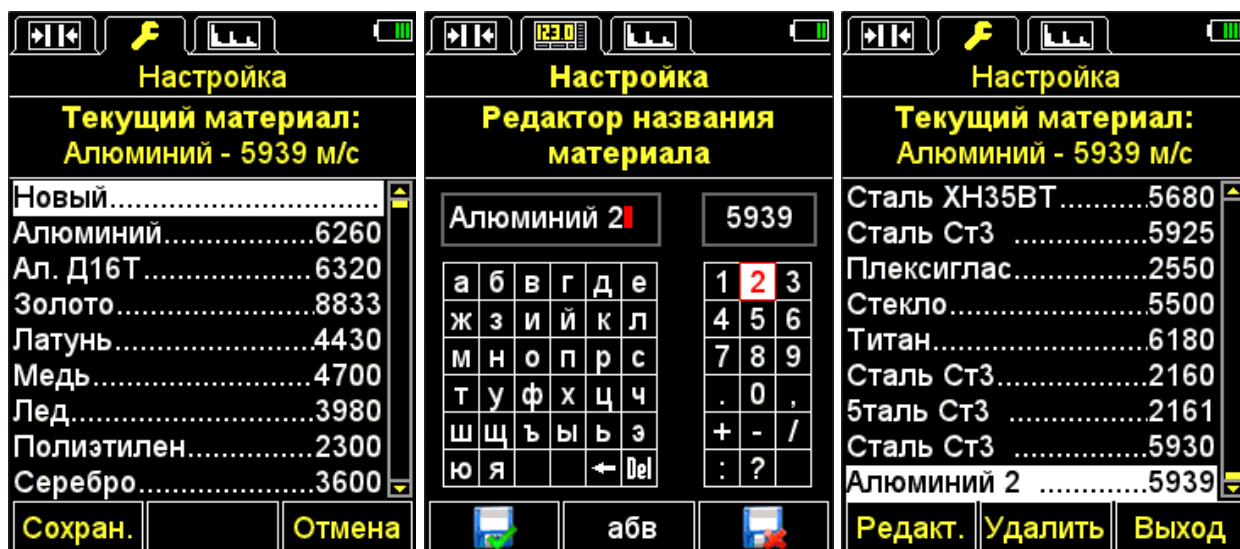 Настройка
Текущий материал:
Алюминий - 5939 м/с
Новый..............................
Алюминий.................6260
Ал. Д16Т...................6320
Золото.......................8833
Латунь.......................4430
Медь..........................4700
Лед.............................3980
Полиэтилен..............2300
Серебро....................3600
Сохран.
Отмена
123.0
Настройка
Редактор названия
материала
Алюминий 2
5939
а б в г д е
ж з и й к л
м н о п р с
т у ф х ц ч
ш щ ъ ы ь э
ю я ← Del
1 2 3
4 5 6
7 8 9
. 0 ,
+ - /
: ?
абв
Настройка
Текущий материал:
Алюминий - 5939 м/с
Сталь ХН35ВТ...........5680
Сталь Ст3 ................5925
Плексиглас...............2550
Стекло......................5500
Титан........................6180
Сталь Ст3.................2160
5таль Ст3 ................2161
Сталь Ст3 ................5930
Алюминий 2 .............5939
Редакт.
Удалить
Выход